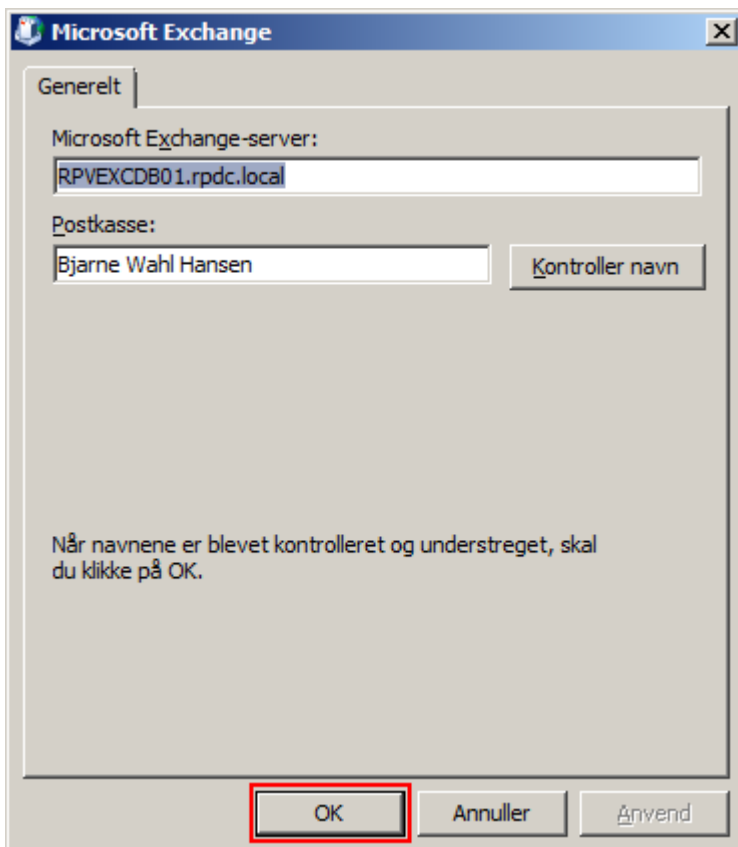 Microsoft Exchange
Generelt
Microsoft Exchange-server:
RPVEXCDB01.rpdc.local
Postkasse:
Bjarne Wahl Hansen
Kontroller navn
Når navnene er blevet kontrolleret og understreget, skal
du klikke på OK.
OK
Annuller
Anvend